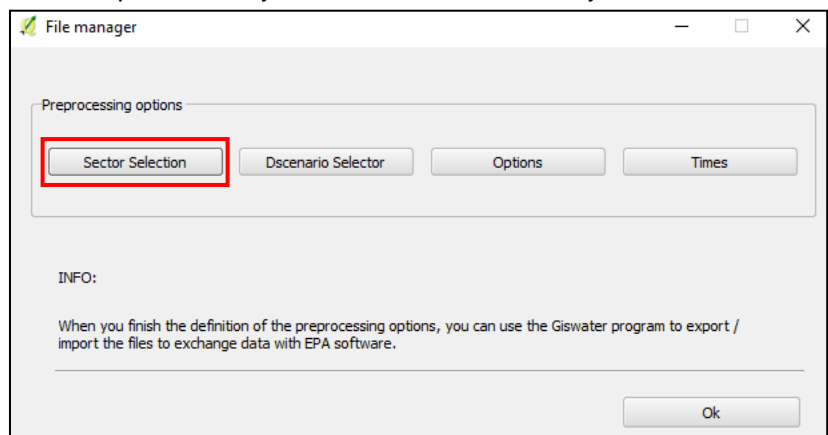 File manager
Preprocessing options
Sector Selection
Dscenario Selector
Options
Times
INFO:
When you finish the definition of the preprocessing options, you can use the Giswater program to export /
import the files to exchange data with EPA software.
Ok